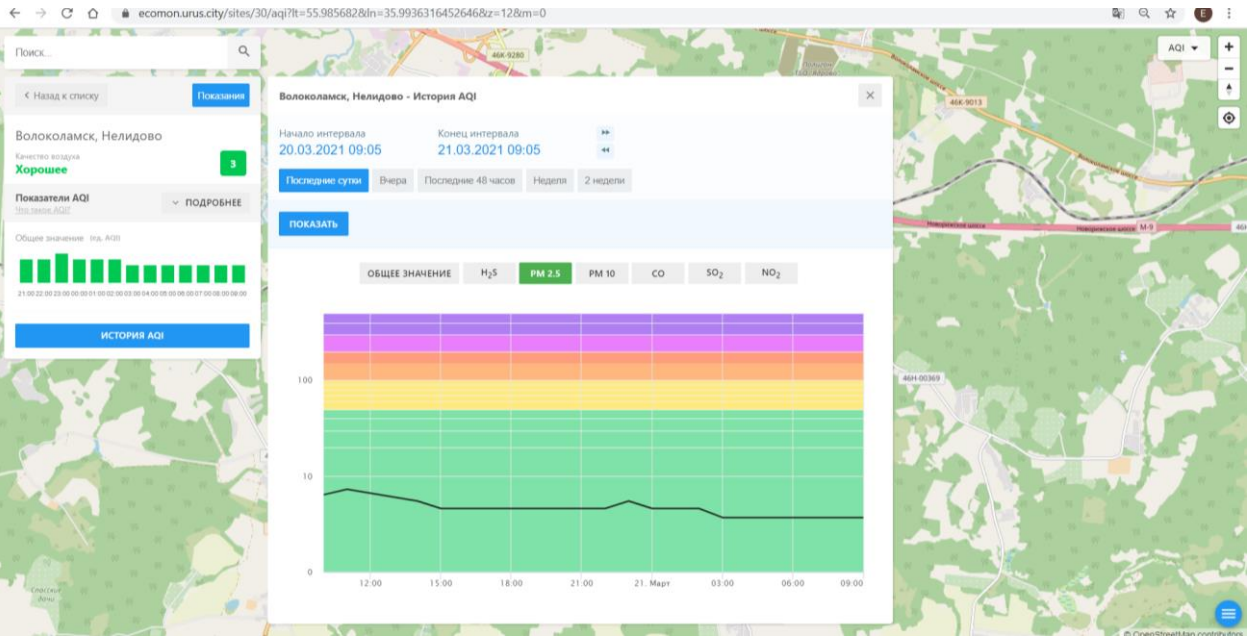 ecomon.urus.city/sites/30/aqi?lt=55.985682&ln=35.9936316452646&z=12&m=0
E
Поиск...
46K-9280
AQI
Назад к списку
Показания
Волоколамск, Нелидово
Качество воздуха
Хорошее
3
Показатели AQI
Что такое AQI?
ПОДРОБНЕЕ
Общее значение (ед. AQI)
21:00 22:00 23:00 00:00 01:00 02:00 03:00 04:00 05:00 06:00 07:00 08:00 09:00
ИСТОРИЯ AQI
Волоколамск, Нелидово - История AQI
Начало интервала
20.03.2021 09:05
Конец интервала
21.03.2021 09:05
Последние сутки
Вчера
Последние 48 часов
Неделя
2 недели
ПОКАЗАТЬ
ОБЩЕЕ ЗНАЧЕНИЕ
H₂S
PM 2.5
PM 10
CO
SO₂
NO₂
100
10
0
12:00 15:00 18:00 21:00 21. Март 03:00 06:00 09:00
46K-9013
Волоколамское шоссе
Новорижское шоссе
Новорижское шоссе
M-9
46H-00369
© OpenStreetMap contributors